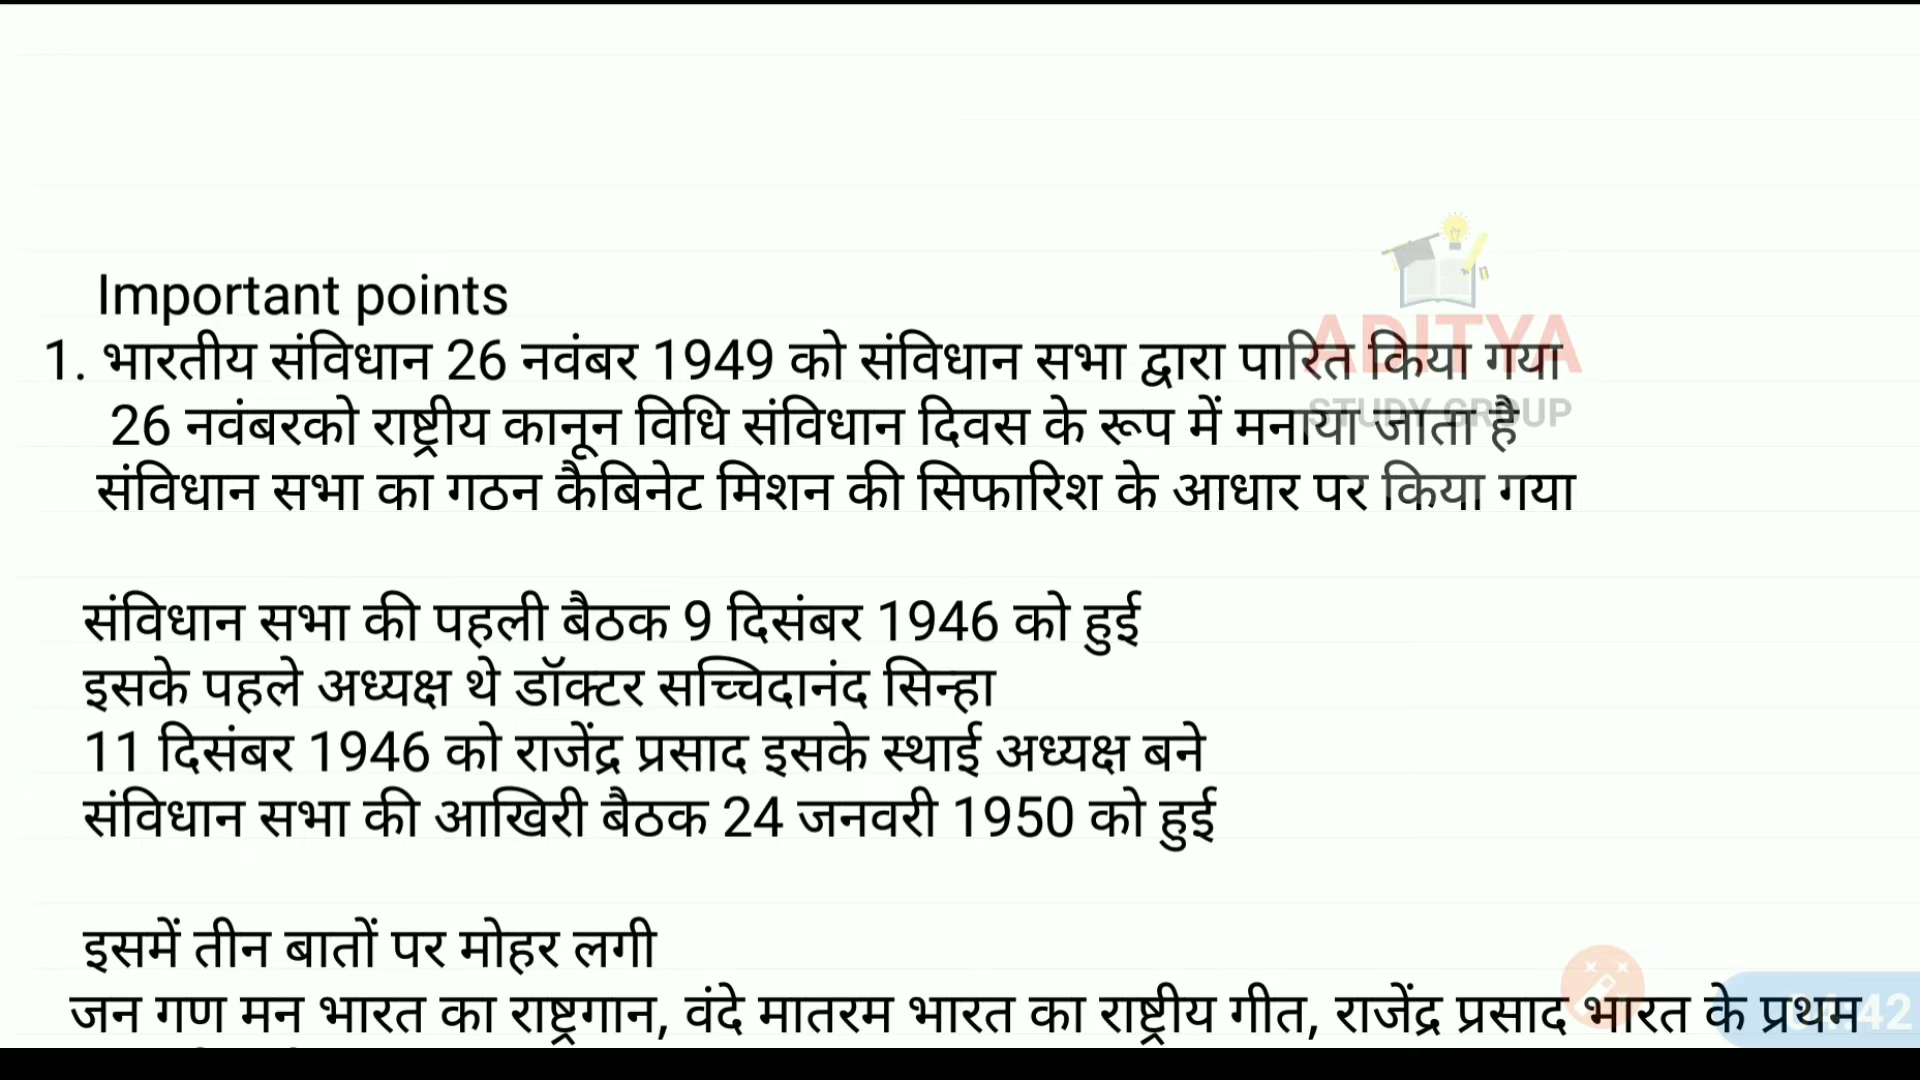 Important points
1. भारतीय संविधान 26 नवंबर 1949 को संविधान सभा द्वारा पारित किया गया
26 नवंबरको राष्ट्रीय कानून विधि संविधान दिवस के रूप में मनाया जाता है
संविधान सभा का गठन कैबिनेट मिशन की सिफारिश के आधार पर किया गया
संविधान सभा की पहली बैठक 9 दिसंबर 1946 को हुई
इसके पहले अध्यक्ष थे डॉक्टर सच्चिदानंद सिन्हा
11 दिसंबर 1946 को राजेंद्र प्रसाद इसके स्थाई अध्यक्ष बने
संविधान सभा की आखिरी बैठक 24 जनवरी 1950 को हुई
इसमें तीन बातों पर मोहर लगी
जन गण मन भारत का राष्ट्रगान, वंदे मातरम भारत का राष्ट्रीय गीत, राजेंद्र प्रसाद भारत के प्रथम
ADITYA
STUDY GROUP